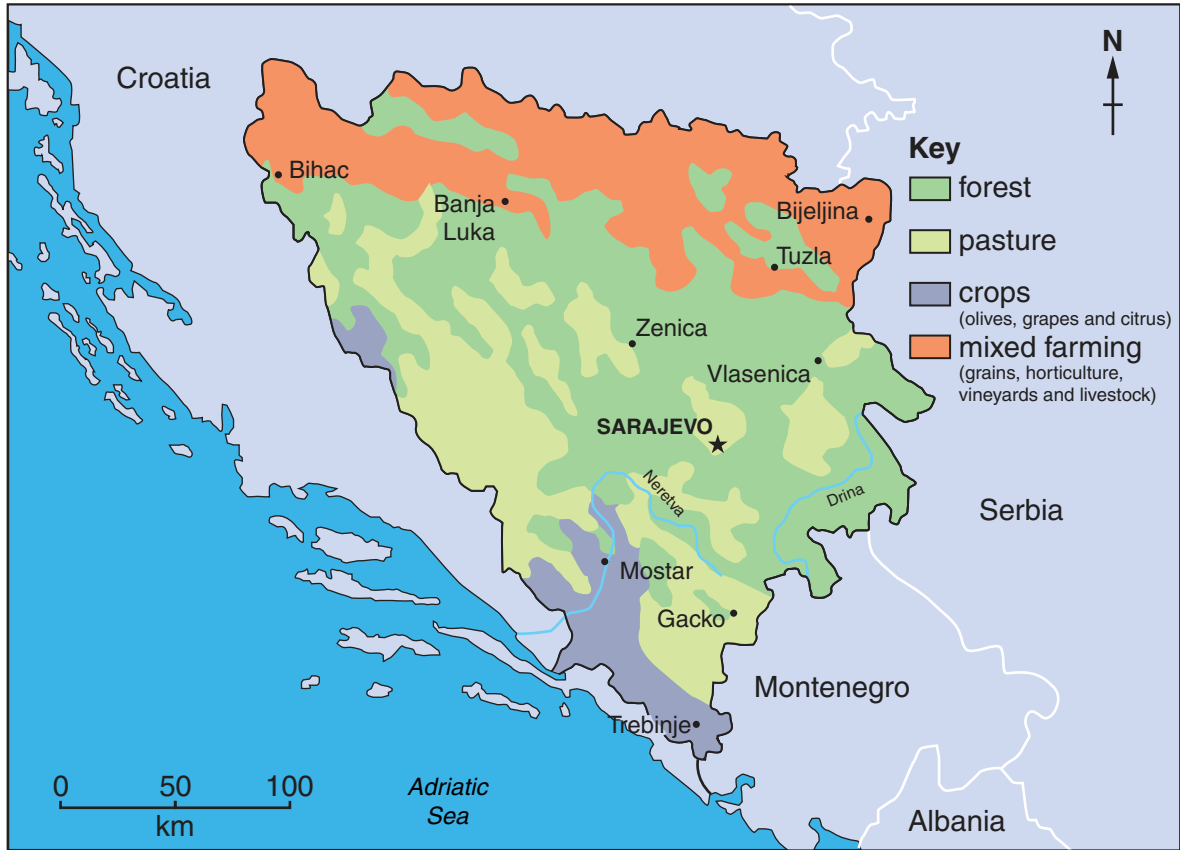 Croatia
N
Key
forest
pasture
crops
(olives, grapes and citrus)
mixed farming
(grains, horticulture,
vineyards and livestock)
Bihac
Banja
Luka
Bijeljina
Tuzla
Zenica
Vlasenica
SARAJEVO
Neretva
Drina
Serbia
Mostar
Gacko
Montenegro
Trebinje
0 50 100
km
Adriatic
Sea
Albania